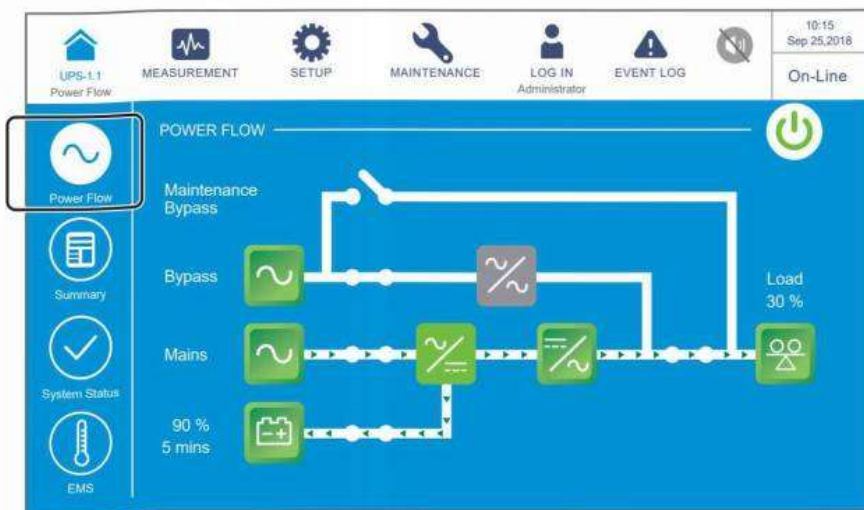 UPS-1.1
Power Flow
MEASUREMENT
SETUP
MAINTENANCE
LOG IN
Administrator
EVENT LOG
10:15
Sep 25,2018
On-Line
Power Flow
Summary
System Status
EMS
POWER FLOW
Maintenance
Bypass
Bypass
Load
30 %
Mains
90 %
5 mins